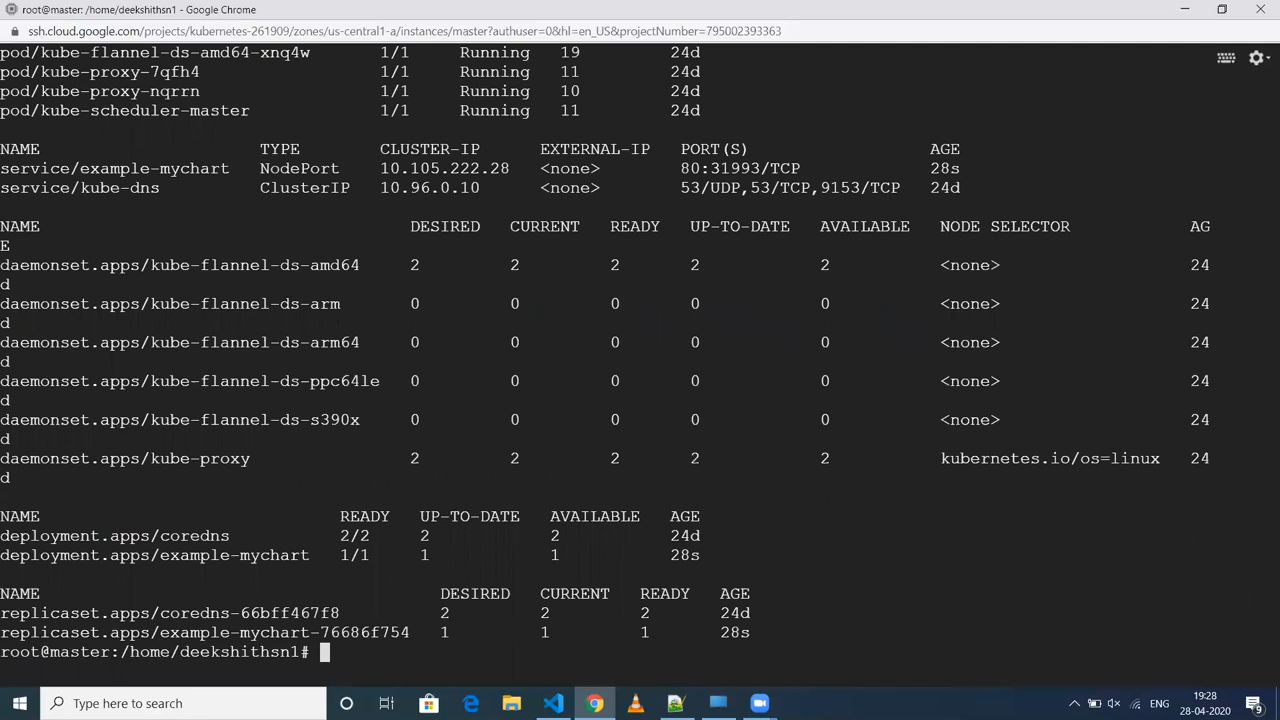 root@master: /home/deekshithsn1 - Google Chrome
ssh.cloud.google.com/projects/kubernetes-261909/zones/us-central1-a/instances/master?authuser=0&hl=en_US&projectNumber=795002393363
pod/kube-flannel-ds-amd64-xnq4w 1/1 Running 19 24d
pod/kube-proxy-7qfh4 1/1 Running 11 24d
pod/kube-proxy-nqrrn 1/1 Running 10 24d
pod/kube-scheduler-master 1/1 Running 11 24d
NAME TYPE CLUSTER-IP EXTERNAL-IP PORT(S) AGE
service/example-mychart NodePort 10.105.222.28 <none> 80:31993/TCP 28s
service/kube-dns ClusterIP 10.96.0.10 <none> 53/UDP,53/TCP,9153/TCP 24d
NAME DESIRED CURRENT READY UP-TO-DATE AVAILABLE NODE SELECTOR AG
E
daemonset.apps/kube-flannel-ds-amd64 2 2 2 2 2 <none> 24
d
daemonset.apps/kube-flannel-ds-arm 0 0 0 0 0 <none> 24
d
daemonset.apps/kube-flannel-ds-arm64 0 0 0 0 0 <none> 24
d
daemonset.apps/kube-flannel-ds-ppc64le 0 0 0 0 0 <none> 24
d
daemonset.apps/kube-flannel-ds-s390x 0 0 0 0 0 <none> 24
d
daemonset.apps/kube-proxy 2 2 2 2 2 kubernetes.io/os=linux 24
d
NAME READY UP-TO-DATE AVAILABLE AGE
deployment.apps/coredns 2/2 2 2 24d
deployment.apps/example-mychart 1/1 1 1 28s
NAME DESIRED CURRENT READY AGE
replicaset.apps/coredns-66bff467f8 2 2 2 24d
replicaset.apps/example-mychart-76686f754 1 1 1 28s
root@master:/home/deekshithsn1#
Type here to search
ENG
19:28
28-04-2020
9